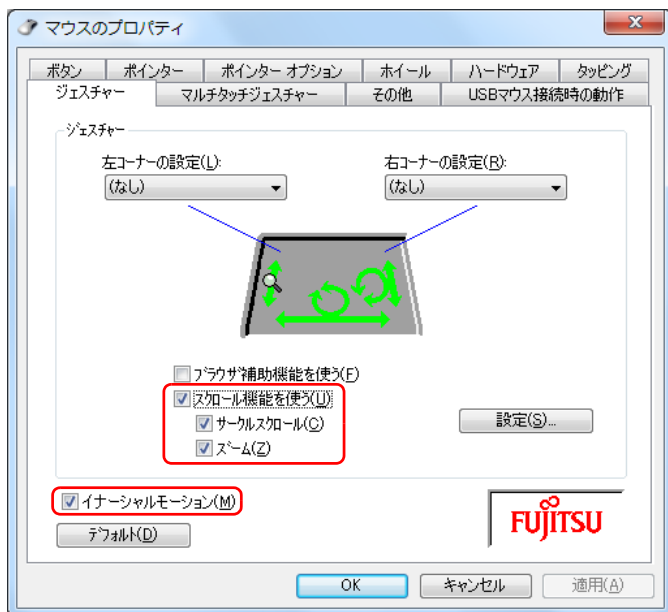 マウスのプロパティ
ボタン ポインター ポインター オプション ホイール ハードウェア タッピング
ジェスチャー マルチタッチジェスチャー その他 USBマウス接続時の動作
ジェスチャー
左コーナーの設定(L): 右コーナーの設定(R):
(なし) (なし)
ブラウザ補助機能を使う(F)
スクロール機能を使う(U)
サークルスクロール(C) 設定(S)...
ズーム(Z)
イナーシャルモーション(M)
デフォルト(D) FUJITSU
OK キャンセル 適用(A)